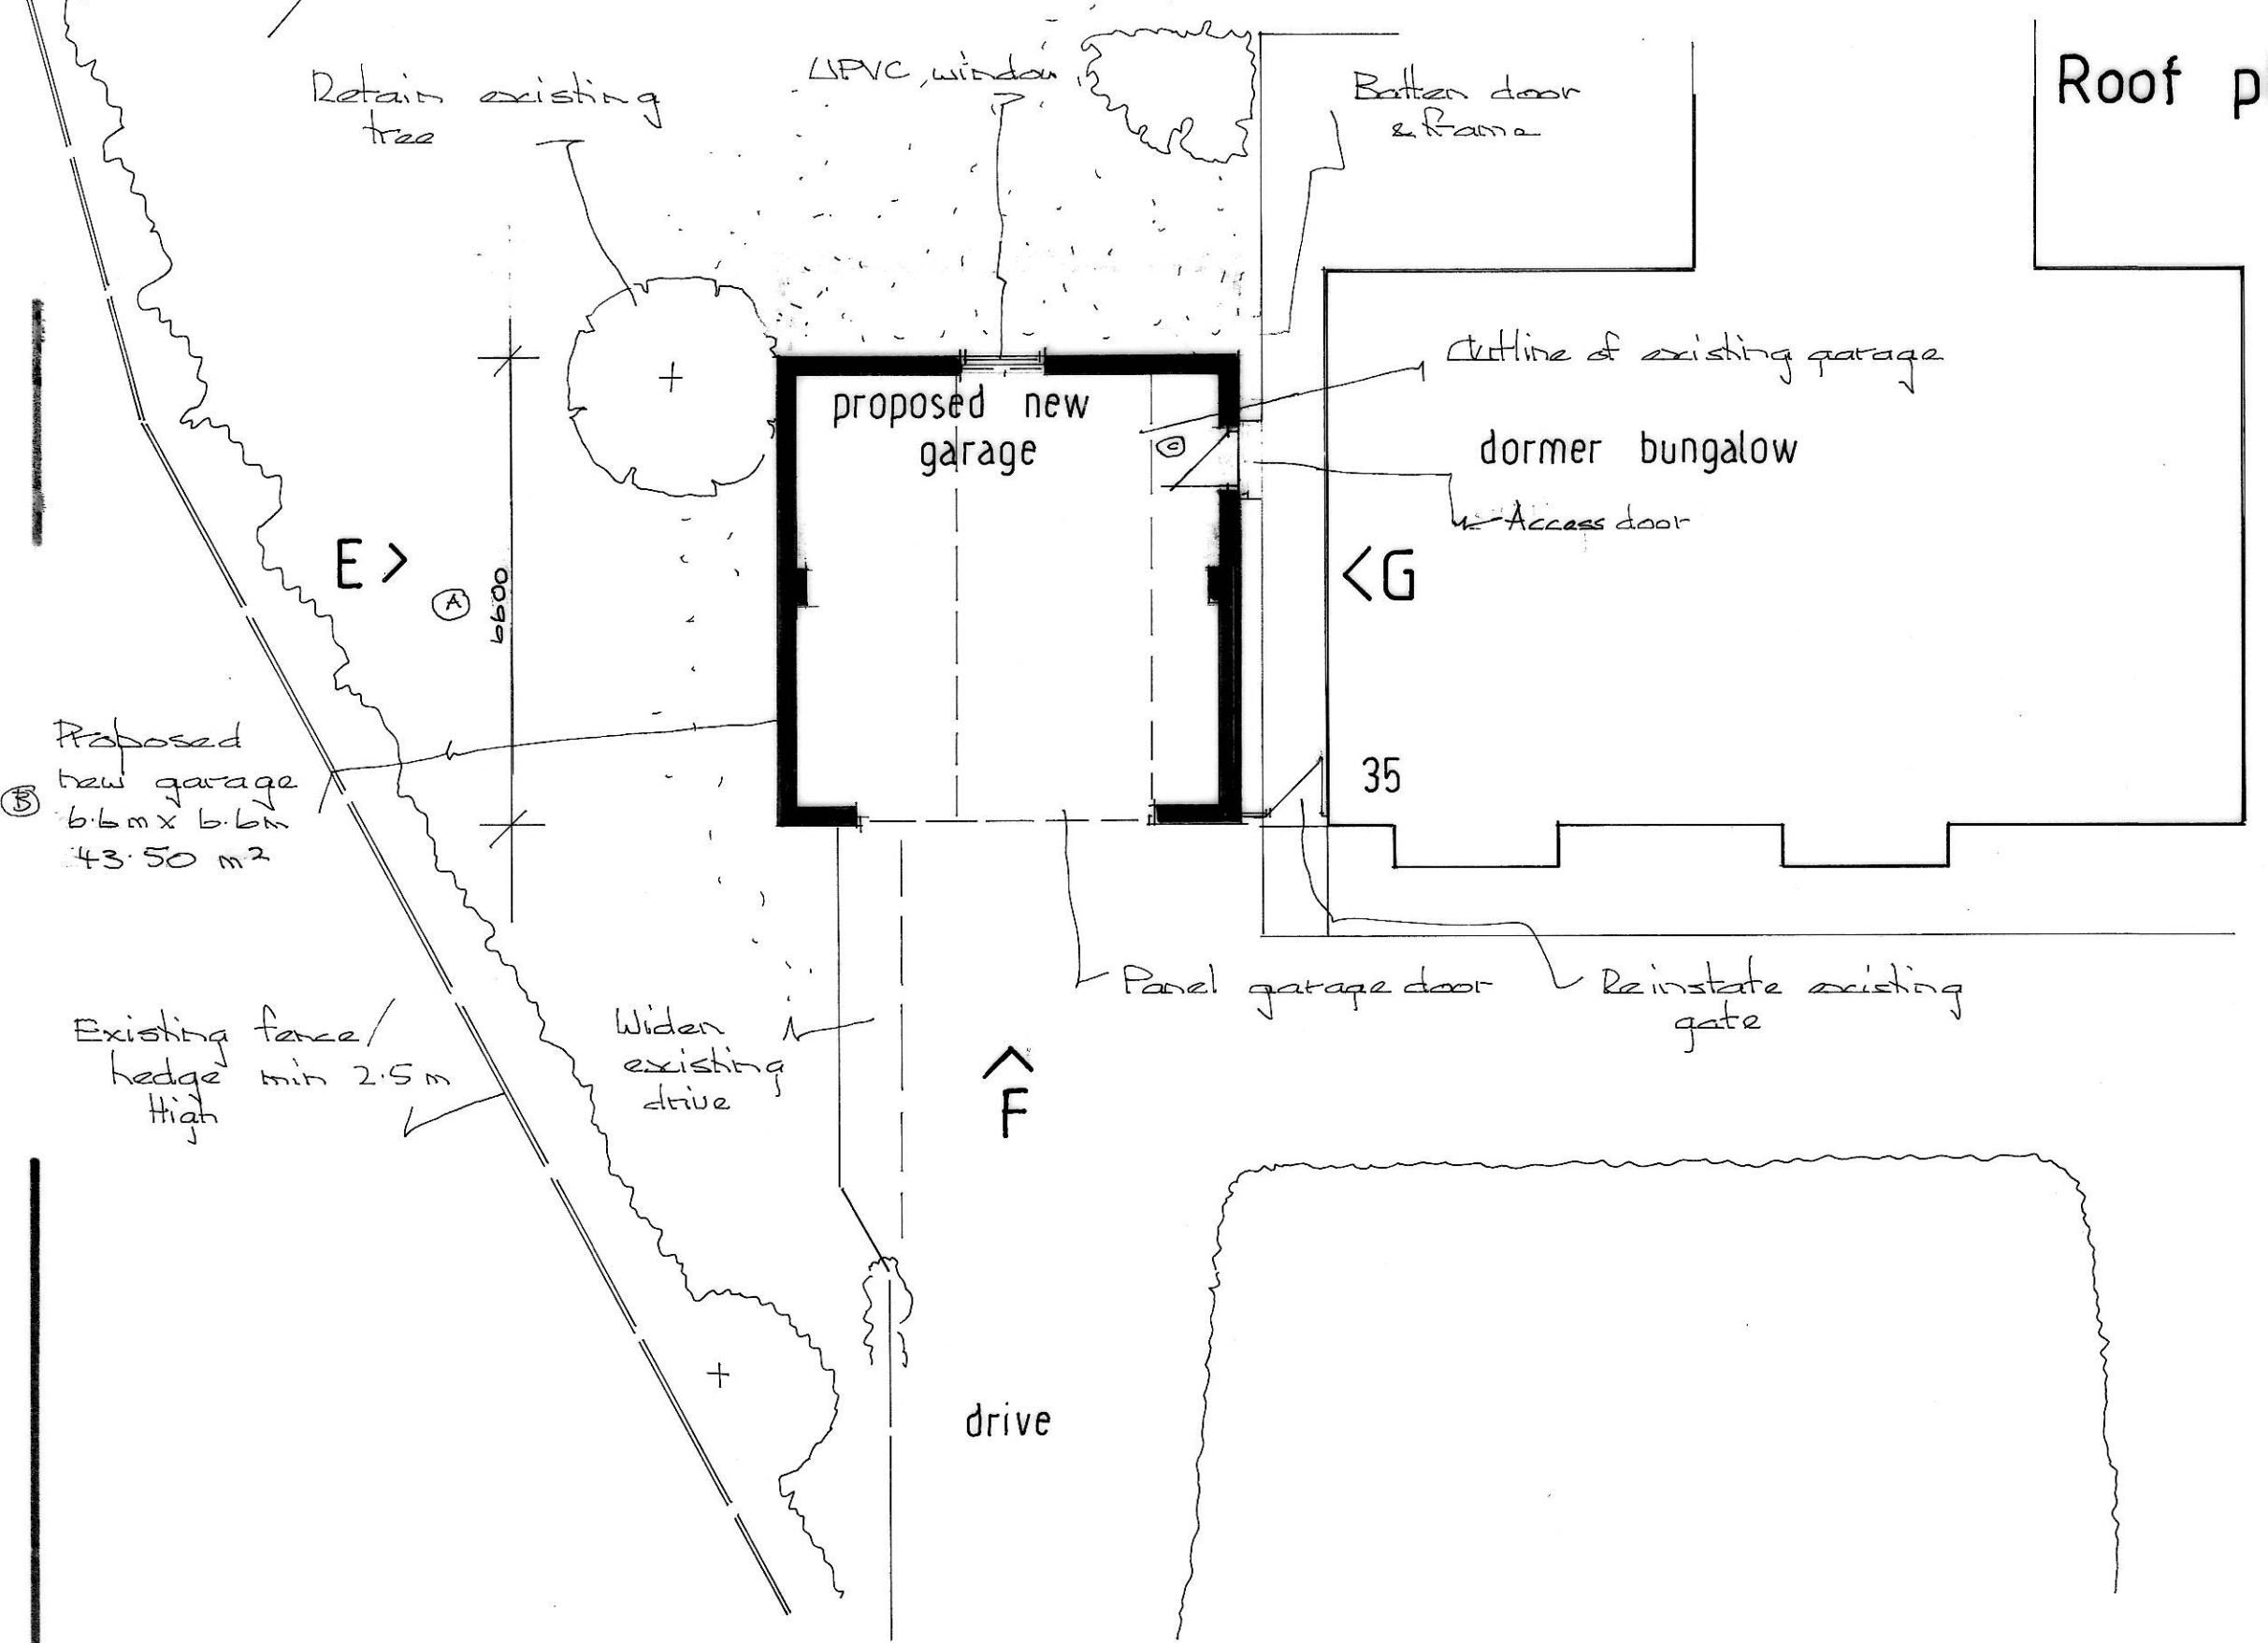 Retain existing
tree
UPVC window
Batten door
& frame
Roof p
Outline of existing garage
proposed new
garage
C
dormer bungalow
Access door
E >
A
6600
< G
Proposed
new garage
B
6.6m x 6.6m
43.50 m2
35
Existing fence/
hedge min 2.5 m
High
Widen
existing
drive
Panel garage door
Reinstate existing
gate
^
F
drive